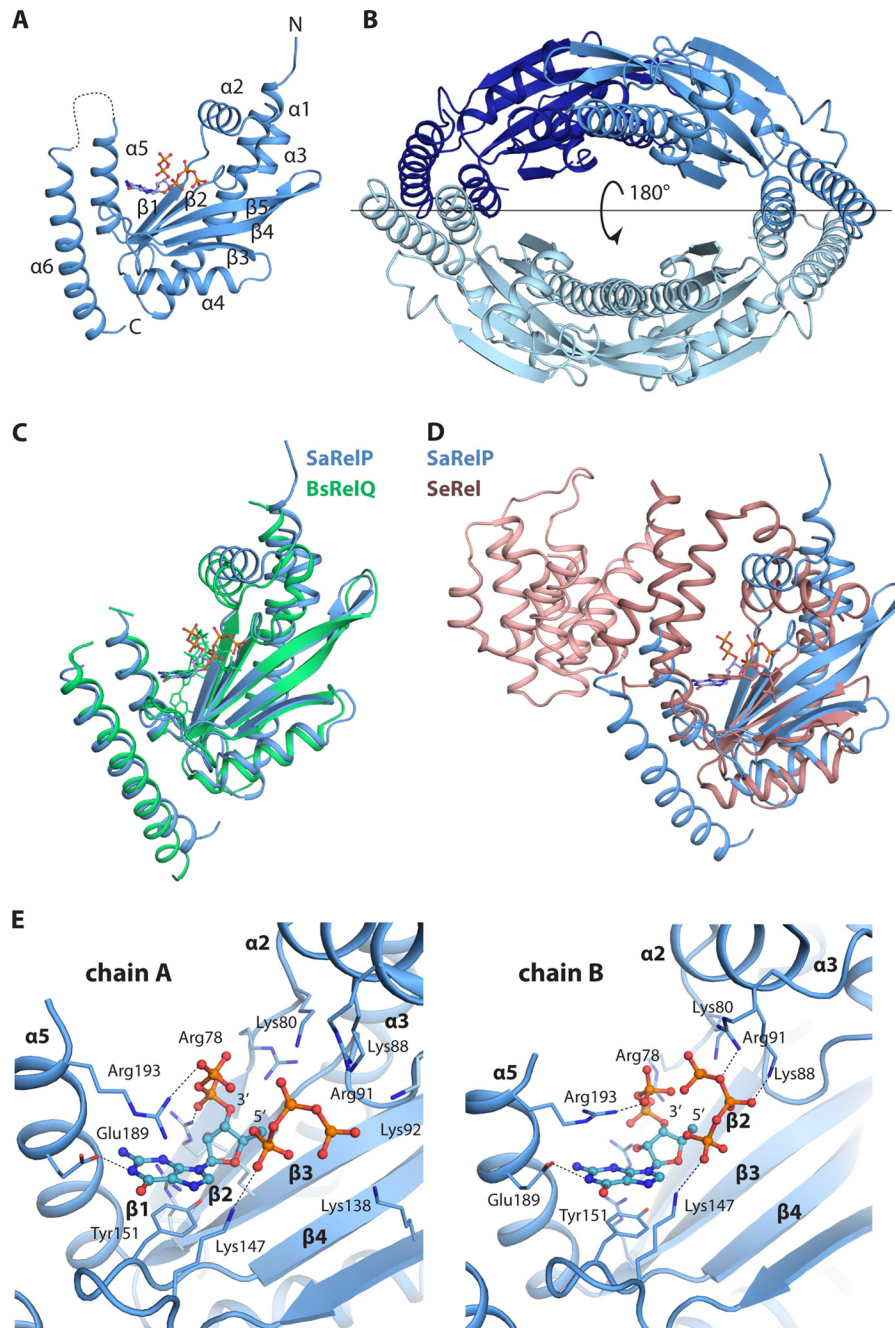 A
N
α2
α1
α5
α3
β1
β2
β5
β4
β3
α6
α4
C
B
180°
C
SaRelP
BsRelQ
D
SaRelP
SeRel
E
chain A
α2
α5
Lys80
α3
Arg78
Lys88
Arg193
Arg91
3′
5′
Glu189
Lys92
β2
β3
β1
Lys138
Tyr151
β4
Lys147
chain B
α2
α3
Lys80
Arg91
α5
Arg78
Lys88
Arg193
3′
5′
β2
β3
Glu189
Tyr151
Lys147
β4